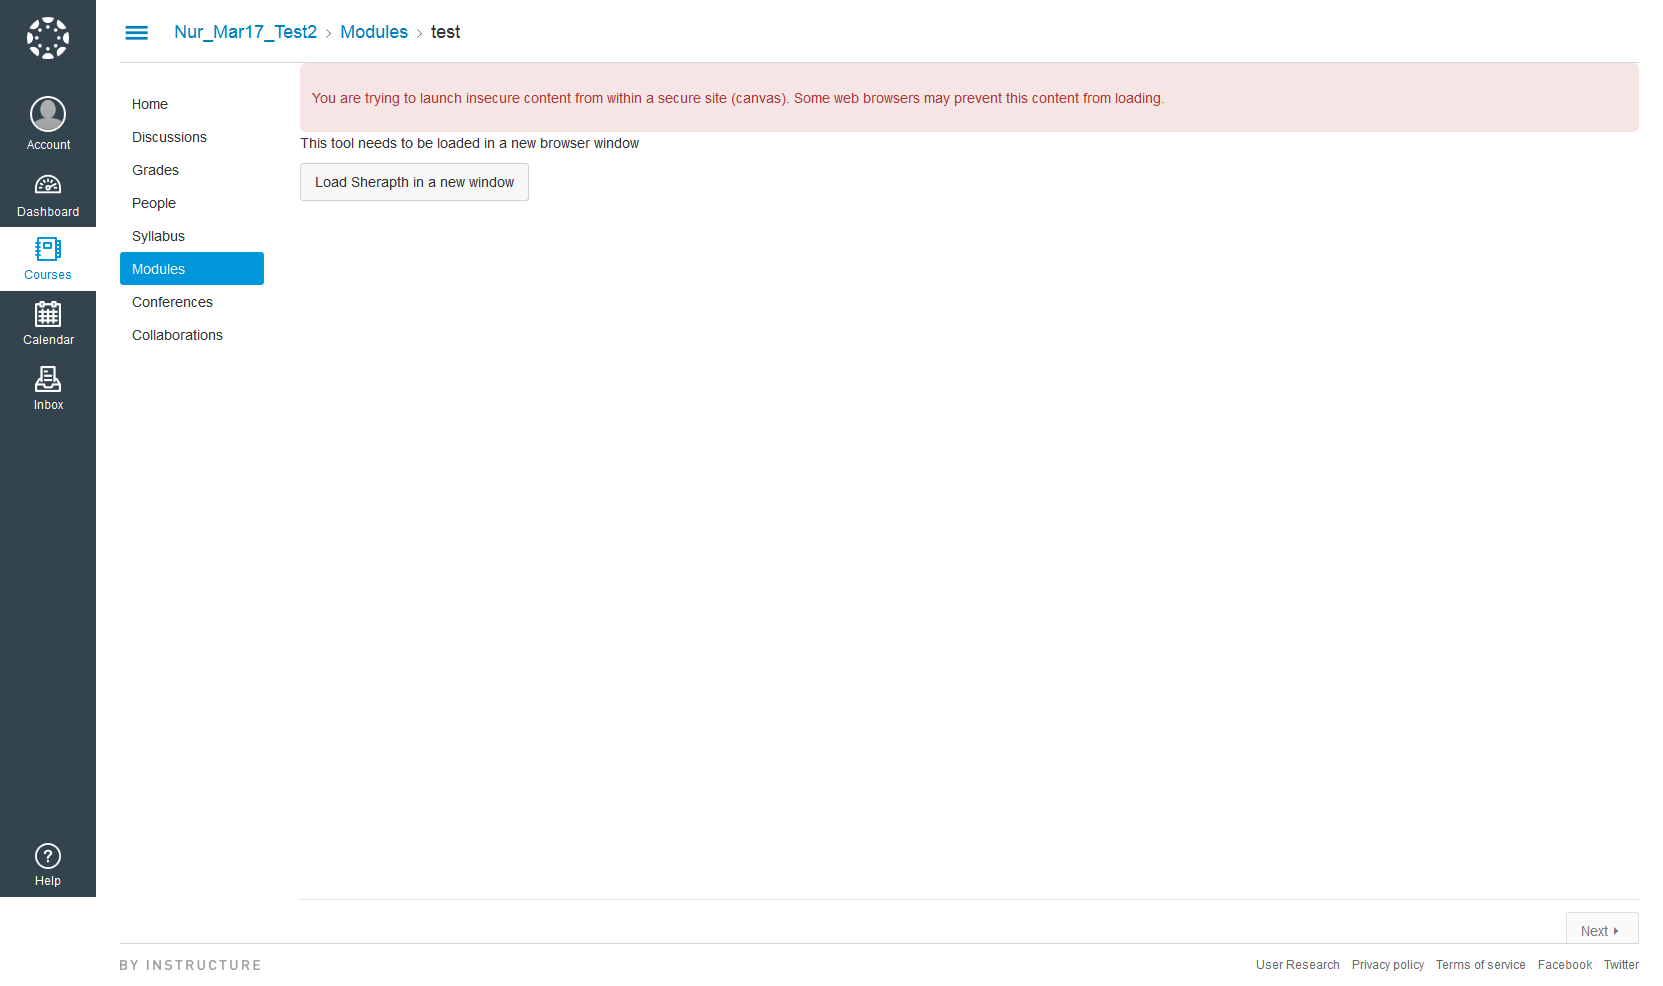 Nur_Mar17_Test2 > Modules > test
Account
Dashboard
Courses
Calendar
Inbox
Help
Home
Discussions
Grades
People
Syllabus
Modules
Conferences
Collaborations
You are trying to launch insecure content from within a secure site (canvas). Some web browsers may prevent this content from loading.
This tool needs to be loaded in a new browser window
Load Sherapth in a new window
Next
BY INSTRUCTURE
User Research Privacy policy Terms of service Facebook Twitter